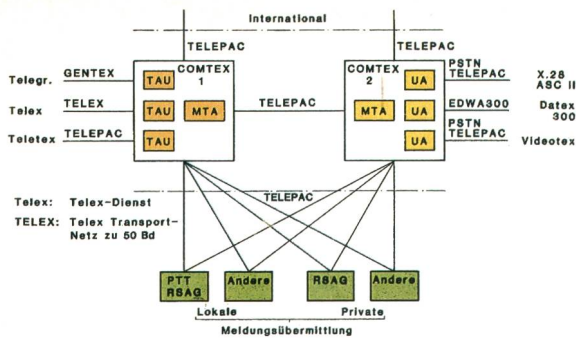 International
TELEPAC
TELEPAC
Telegr.
GENTEX
TAU
COMTEX
1
COMTEX
2
UA
PSTN
TELEPAC
X.28
ASC II
Telex
TELEX
TAU
MTA
TELEPAC
MTA
UA
EDWA300
Datex
300
Teletex
TELEPAC
TAU
UA
PSTN
TELEPAC
Videotex
TELEPAC
Telex: Telex-Dienst
TELEX: Telex Transport-
Netz zu 50 Bd
PTT
RSAG
Andere
RSAG
Andere
Lokale
Private
Meldungsübermittlung